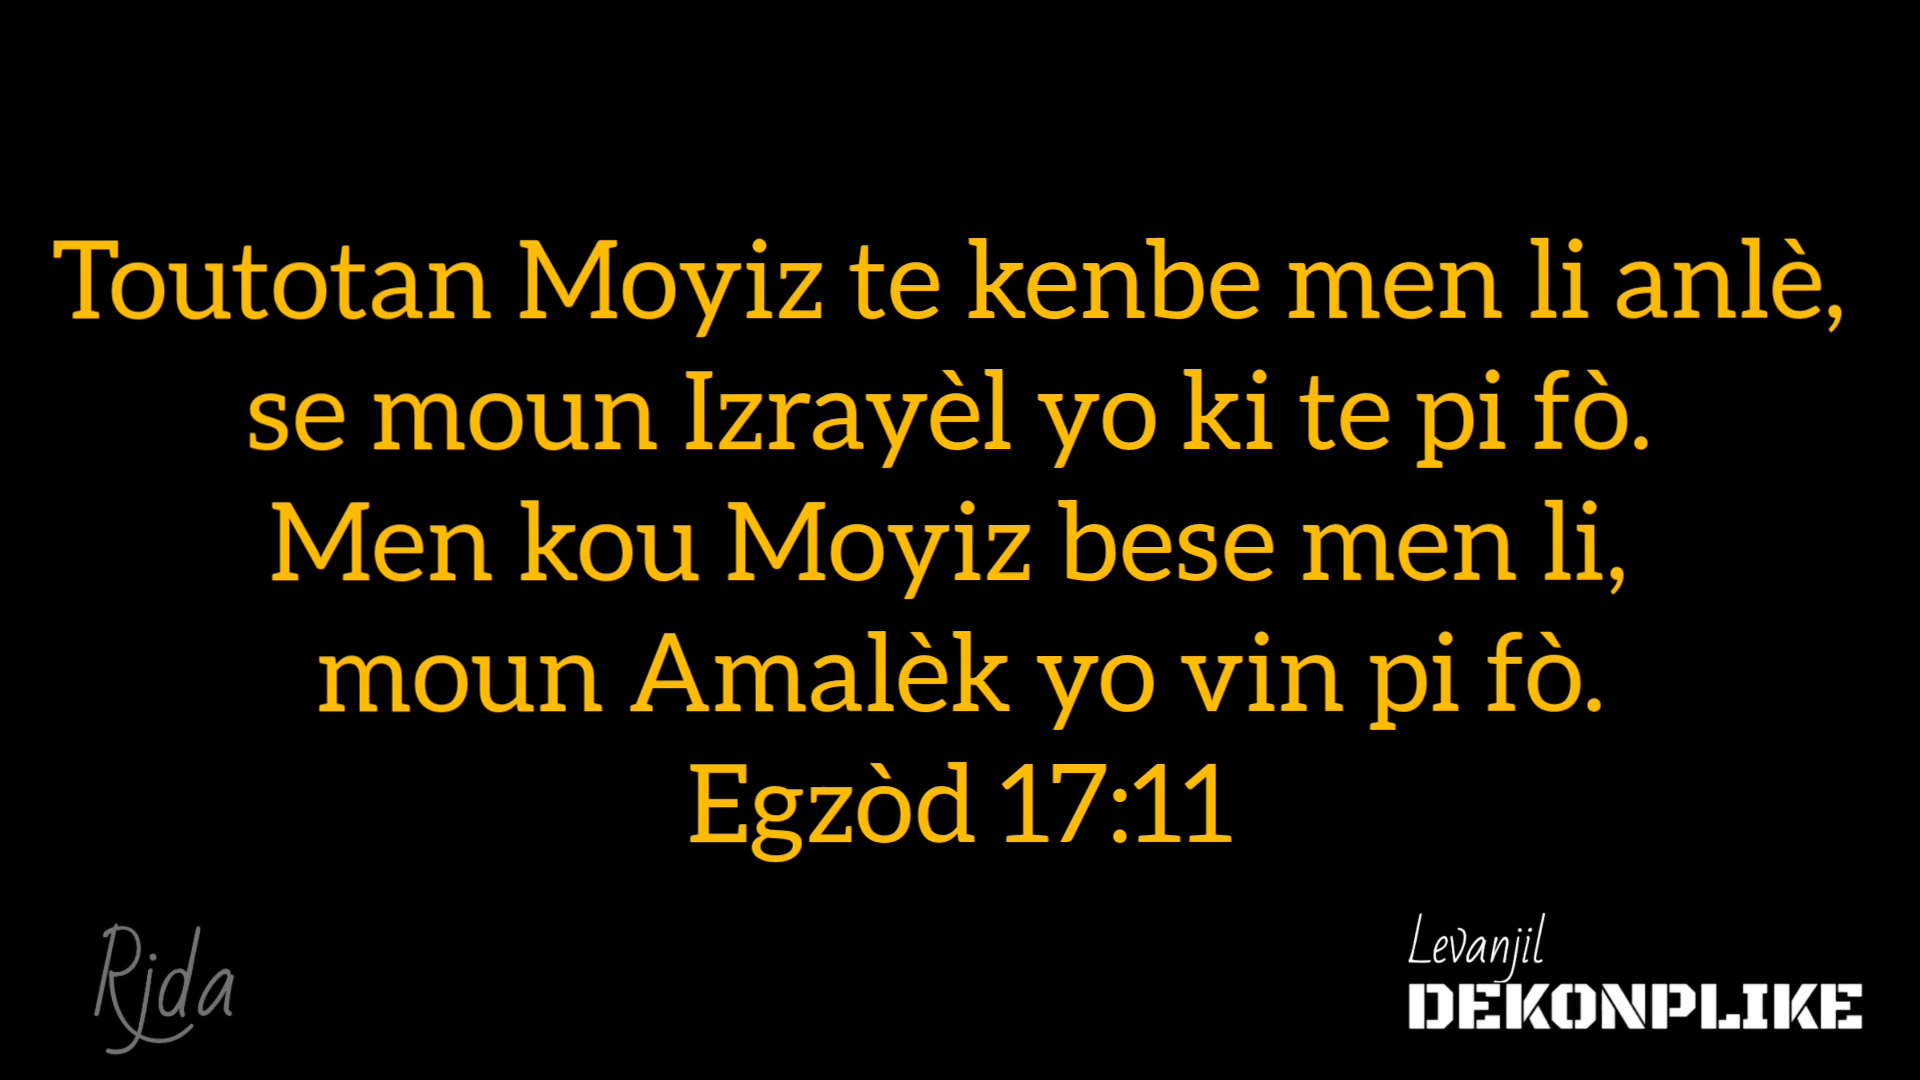 Toutotan Moyiz te kenbe men li anlè,
se moun Izrayèl yo ki te pi fò.
Men kou Moyiz bese men li,
moun Amalèk yo vin pi fò.
Egzòd 17:11
Rjda
Levanjil
DEKONPLIKE